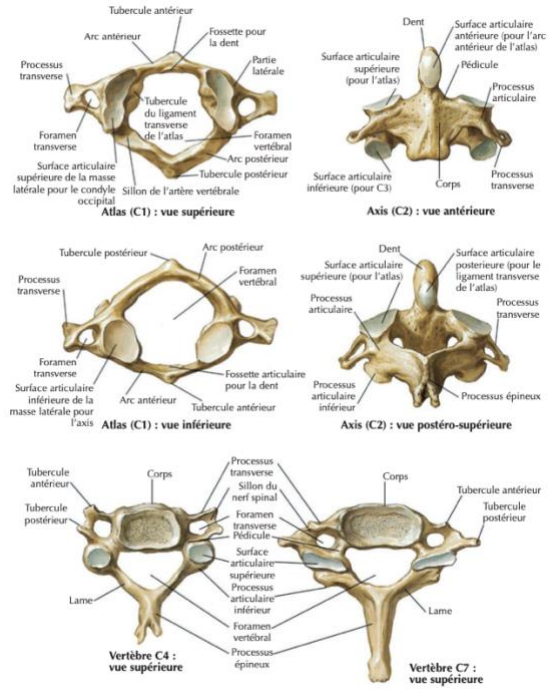 Tubercule antérieur
Arc antérieur
Fossette pour
la dent
Processus
transverse
Partie
latérale
Tubercule
du ligament
transverse
de l'atlas
Foramen
transverse
Foramen
vertébral
Arc postérieur
Surface articulaire
supérieure de la masse
latérale pour le condyle
occipital
Tubercule postérieur
Sillon de l'artère vertébrale
Atlas (C1) : vue supérieure
Dent
Surface articulaire
antérieure (pour l'arc
antérieur de l'atlas)
Surface articulaire
supérieure
(pour l'atlas)
Pédicule
Processus
articulaire
Surface articulaire
inférieure (pour C3)
Corps
Processus
transverse
Axis (C2) : vue antérieure
Tubercule postérieur
Arc postérieur
Processus
transverse
Foramen
vertébral
Foramen
transverse
Surface articulaire
inférieure de la
masse latérale pour
l'axis
Arc antérieur
Fossette articulaire
pour la dent
Tubercule antérieur
Atlas (C1) : vue inférieure
Dent
Surface articulaire
supérieure (pour l'atlas)
Surface articulaire
posterieure (pour le
ligament transverse
de l'atlas)
Processus
articulaire
Processus
transverse
Processus
articulaire
inférieur
Processus épineux
Axis (C2) : vue postéro-supérieure
Tubercule
antérieur
Corps
Tubercule
postérieur
Lame
Vertèbre C4 :
vue supérieure
Processus
transverse
Sillon du
nerf spinal
Foramen
transverse
Pédicule
Surface
articulaire
supérieure
Processus
articulaire
inférieur
Foramen
vertébral
Processus
épineux
Corps
Tubercule antérieur
Tubercule
postérieur
Lame
Vertèbre C7 :
vue supérieure